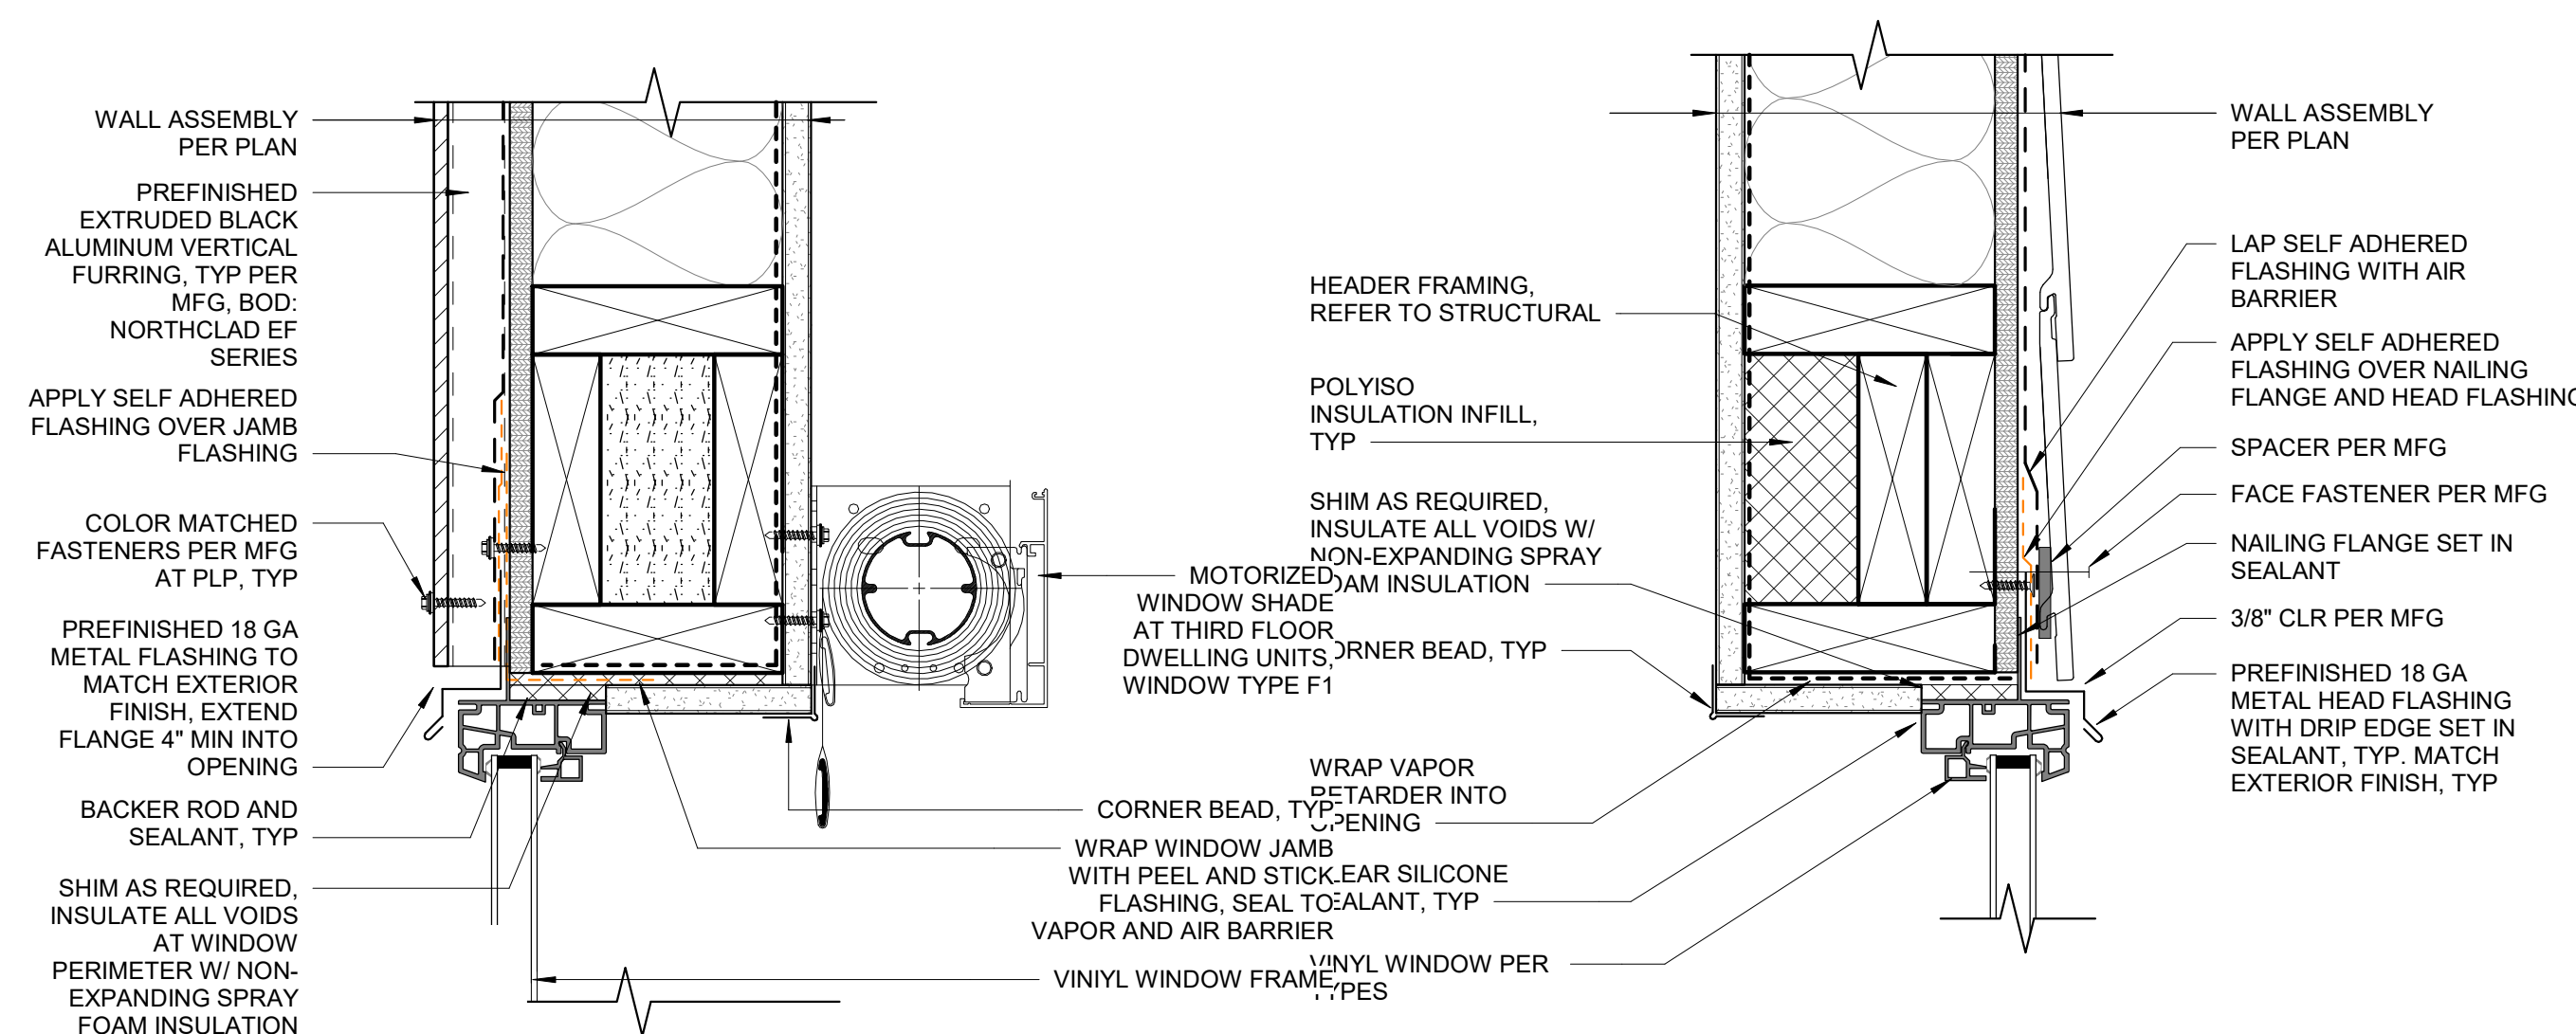 WALL ASSEMBLY
PER PLAN
PREFINISHED
EXTRUDED BLACK
ALUMINUM VERTICAL
FURRING, TYP PER
MFG, BOD:
NORTHCLAD EF
SERIES
APPLY SELF ADHERED
FLASHING OVER JAMB
FLASHING
COLOR MATCHED
FASTENERS PER MFG
AT PLP, TYP
PREFINISHED 18 GA
METAL FLASHING TO
MATCH EXTERIOR
FINISH, EXTEND
FLANGE 4" MIN INTO
OPENING
BACKER ROD AND
SEALANT, TYP
SHIM AS REQUIRED,
INSULATE ALL VOIDS
AT WINDOW
PERIMETER W/ NON-
EXPANDING SPRAY
FOAM INSULATION
MOTORIZED
WINDOW SHADE
AT THIRD FLOOR
DWELLING UNITS,
WINDOW TYPE F1
CORNER BEAD, TYP
WRAP WINDOW JAMB
WITH PEEL AND STICK
FLASHING, SEAL TO
VAPOR AND AIR BARRIER
VINIYL WINDOW FRAME
HEADER FRAMING,
REFER TO STRUCTURAL
POLYISO
INSULATION INFILL,
TYP
SHIM AS REQUIRED,
INSULATE ALL VOIDS W/
NON-EXPANDING SPRAY
OAM INSULATION
ORNER BEAD, TYP
WRAP VAPOR
RETARDER INTO
OPENING
LEAR SILICONE
EALANT, TYP
VINYL WINDOW PER
YPES
WALL ASSEMBLY
PER PLAN
LAP SELF ADHERED
FLASHING WITH AIR
BARRIER
APPLY SELF ADHERED
FLASHING OVER NAILING
FLANGE AND HEAD FLASHING
SPACER PER MFG
FACE FASTENER PER MFG
NAILING FLANGE SET IN
SEALANT
3/8" CLR PER MFG
PREFINISHED 18 GA
METAL HEAD FLASHING
WITH DRIP EDGE SET IN
SEALANT, TYP. MATCH
EXTERIOR FINISH, TYP